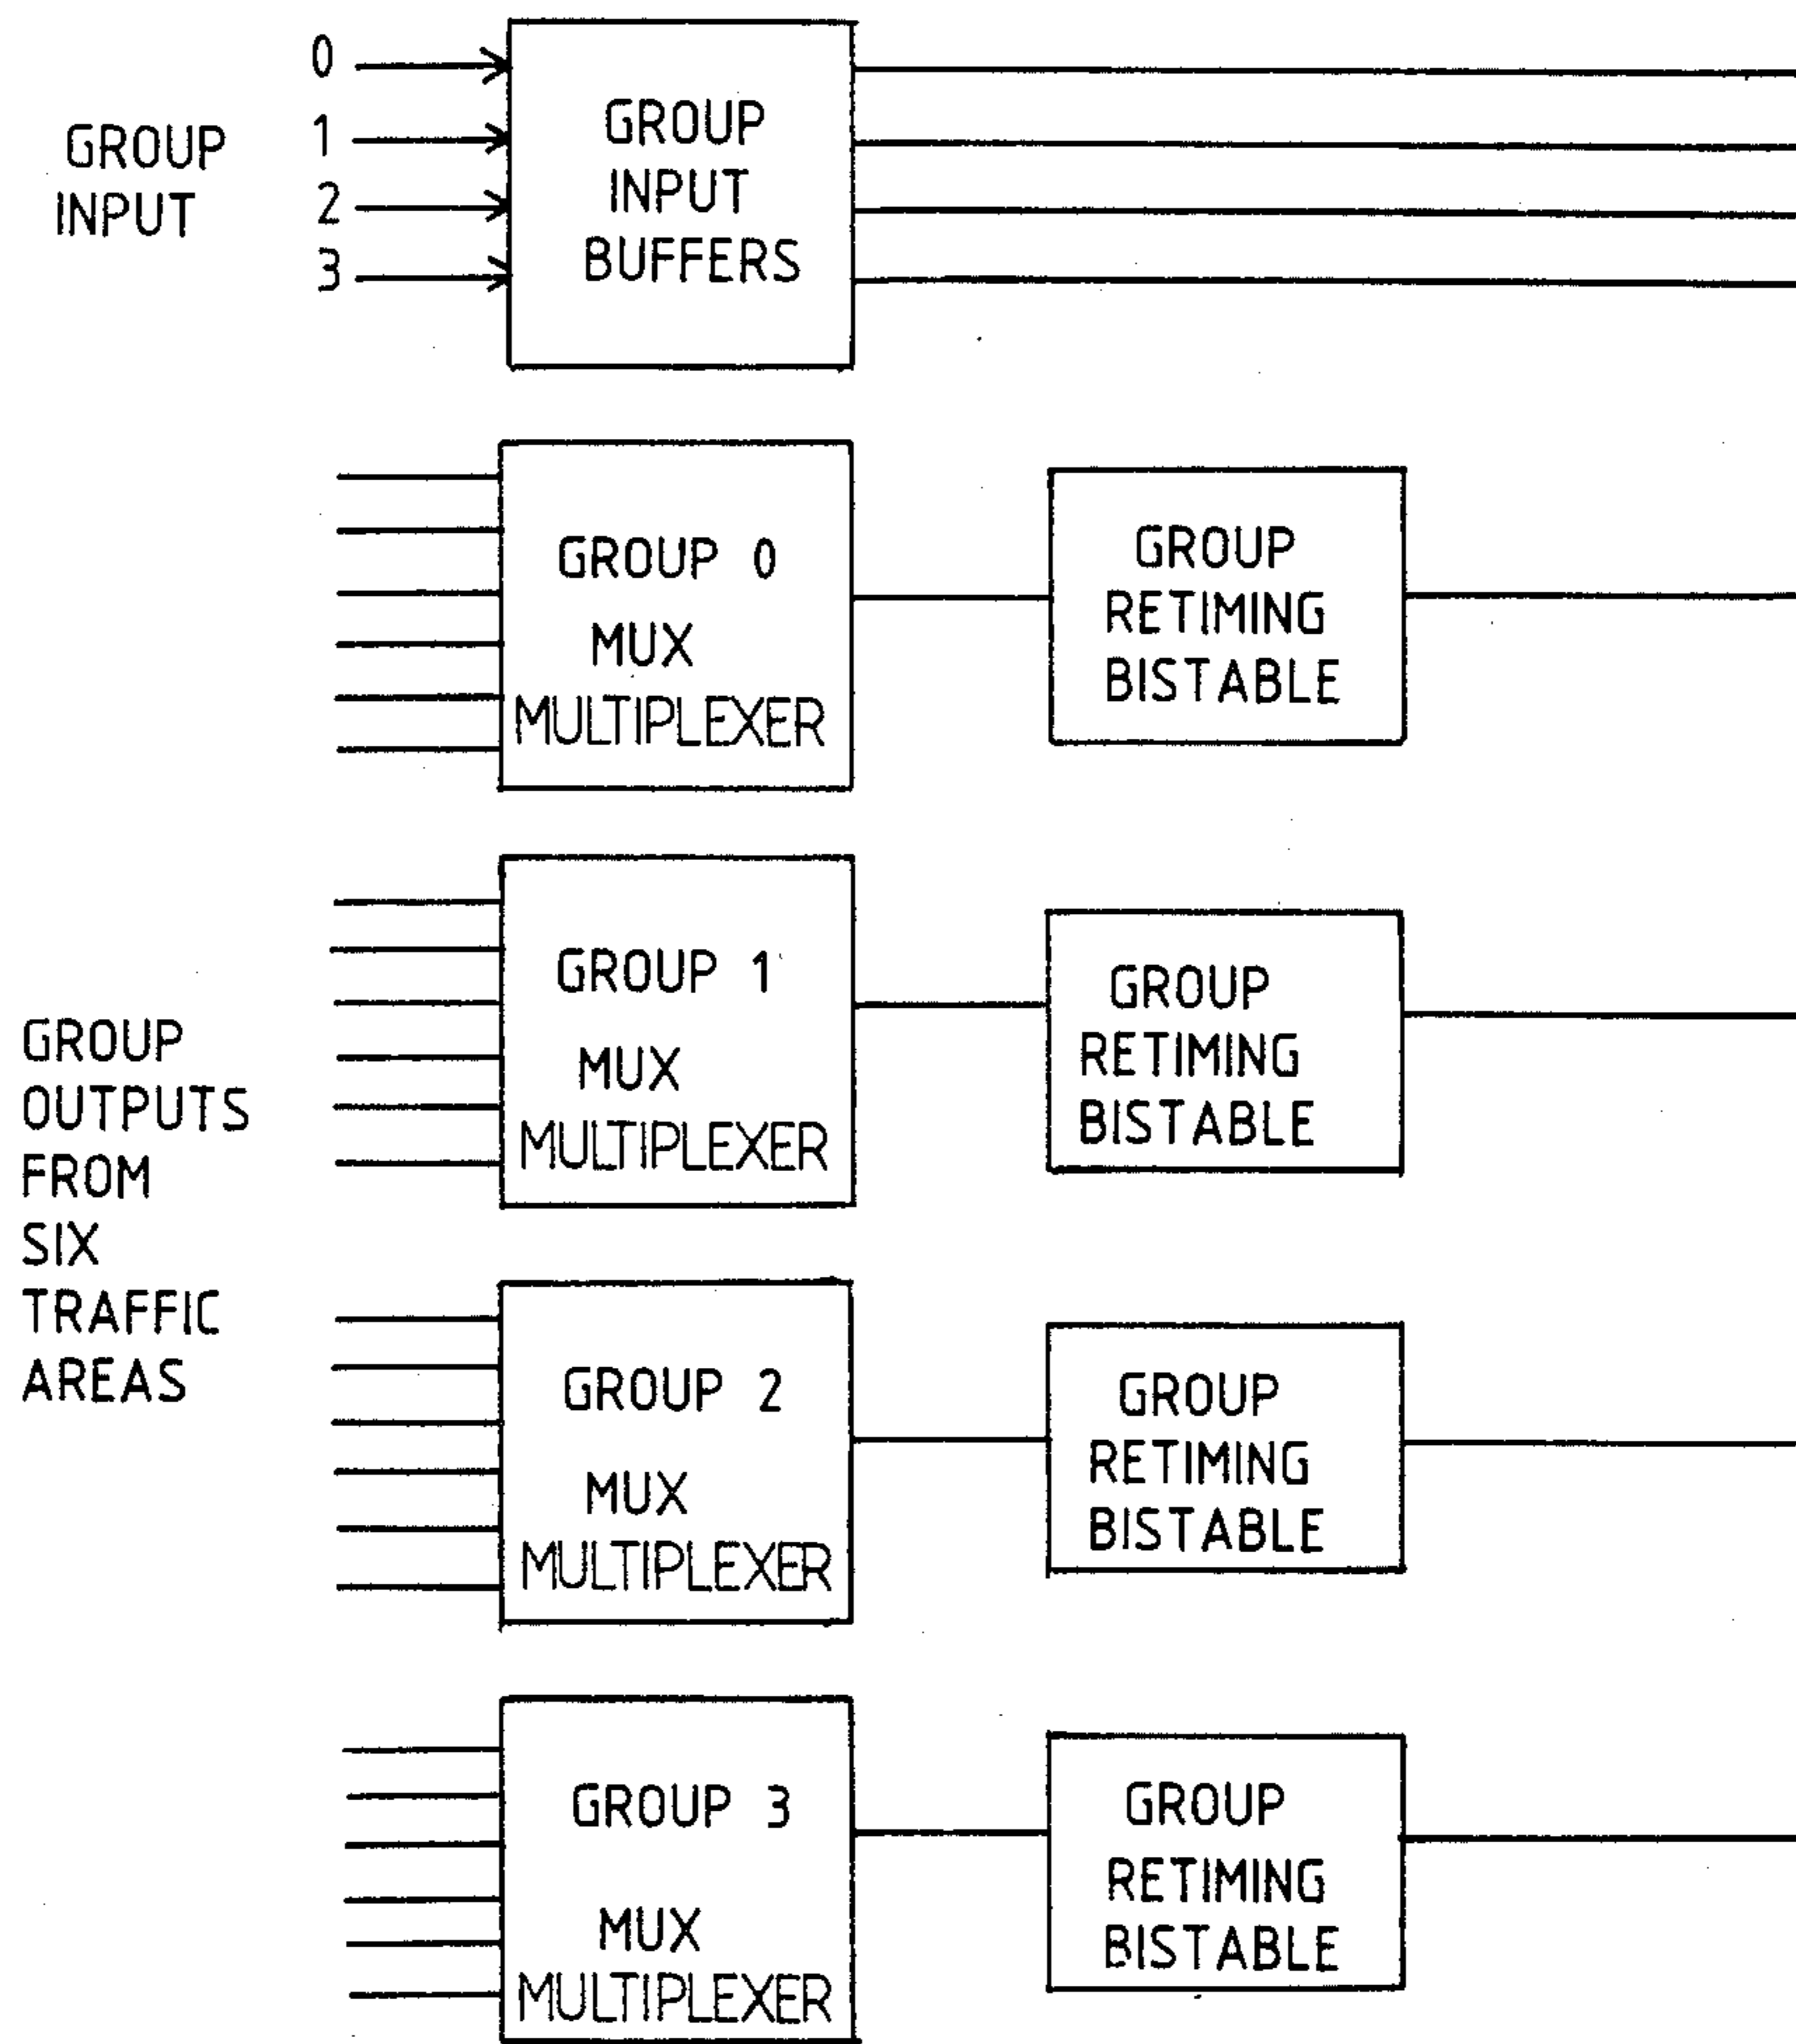 GROUP
INPUT
0
1
2
3
GROUP
INPUT
BUFFERS
GROUP 0
MUX
MULTIPLEXER
GROUP
RETIMING
BISTABLE
GROUP
OUTPUTS
FROM
SIX
TRAFFIC
AREAS
GROUP 1
MUX
MULTIPLEXER
GROUP
RETIMING
BISTABLE
GROUP 2
MUX
MULTIPLEXER
GROUP
RETIMING
BISTABLE
GROUP 3
MUX
MULTIPLEXER
GROUP
RETIMING
BISTABLE